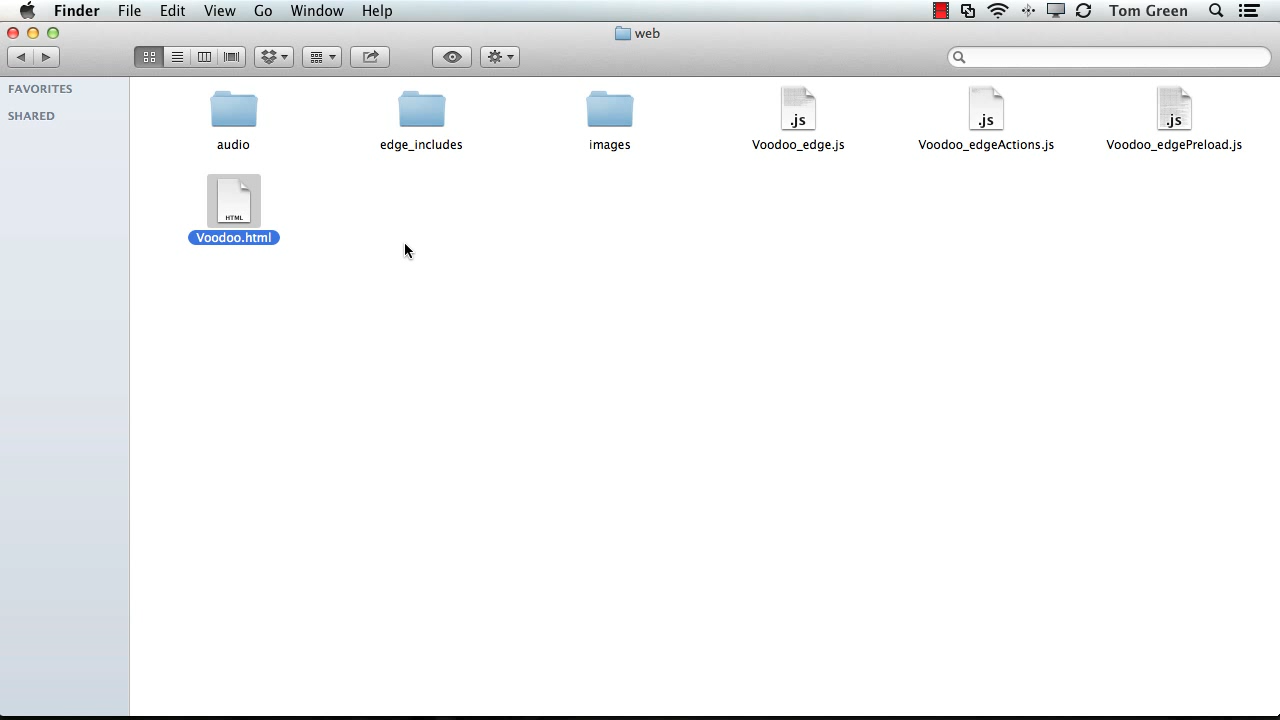 Finder File Edit View Go Window Help Tom Green
web
FAVORITES
SHARED
audio edge_includes images Voodoo_edge.js Voodoo_edgeActions.js Voodoo_edgePreload.js
.js .js .js
HTML
Voodoo.html